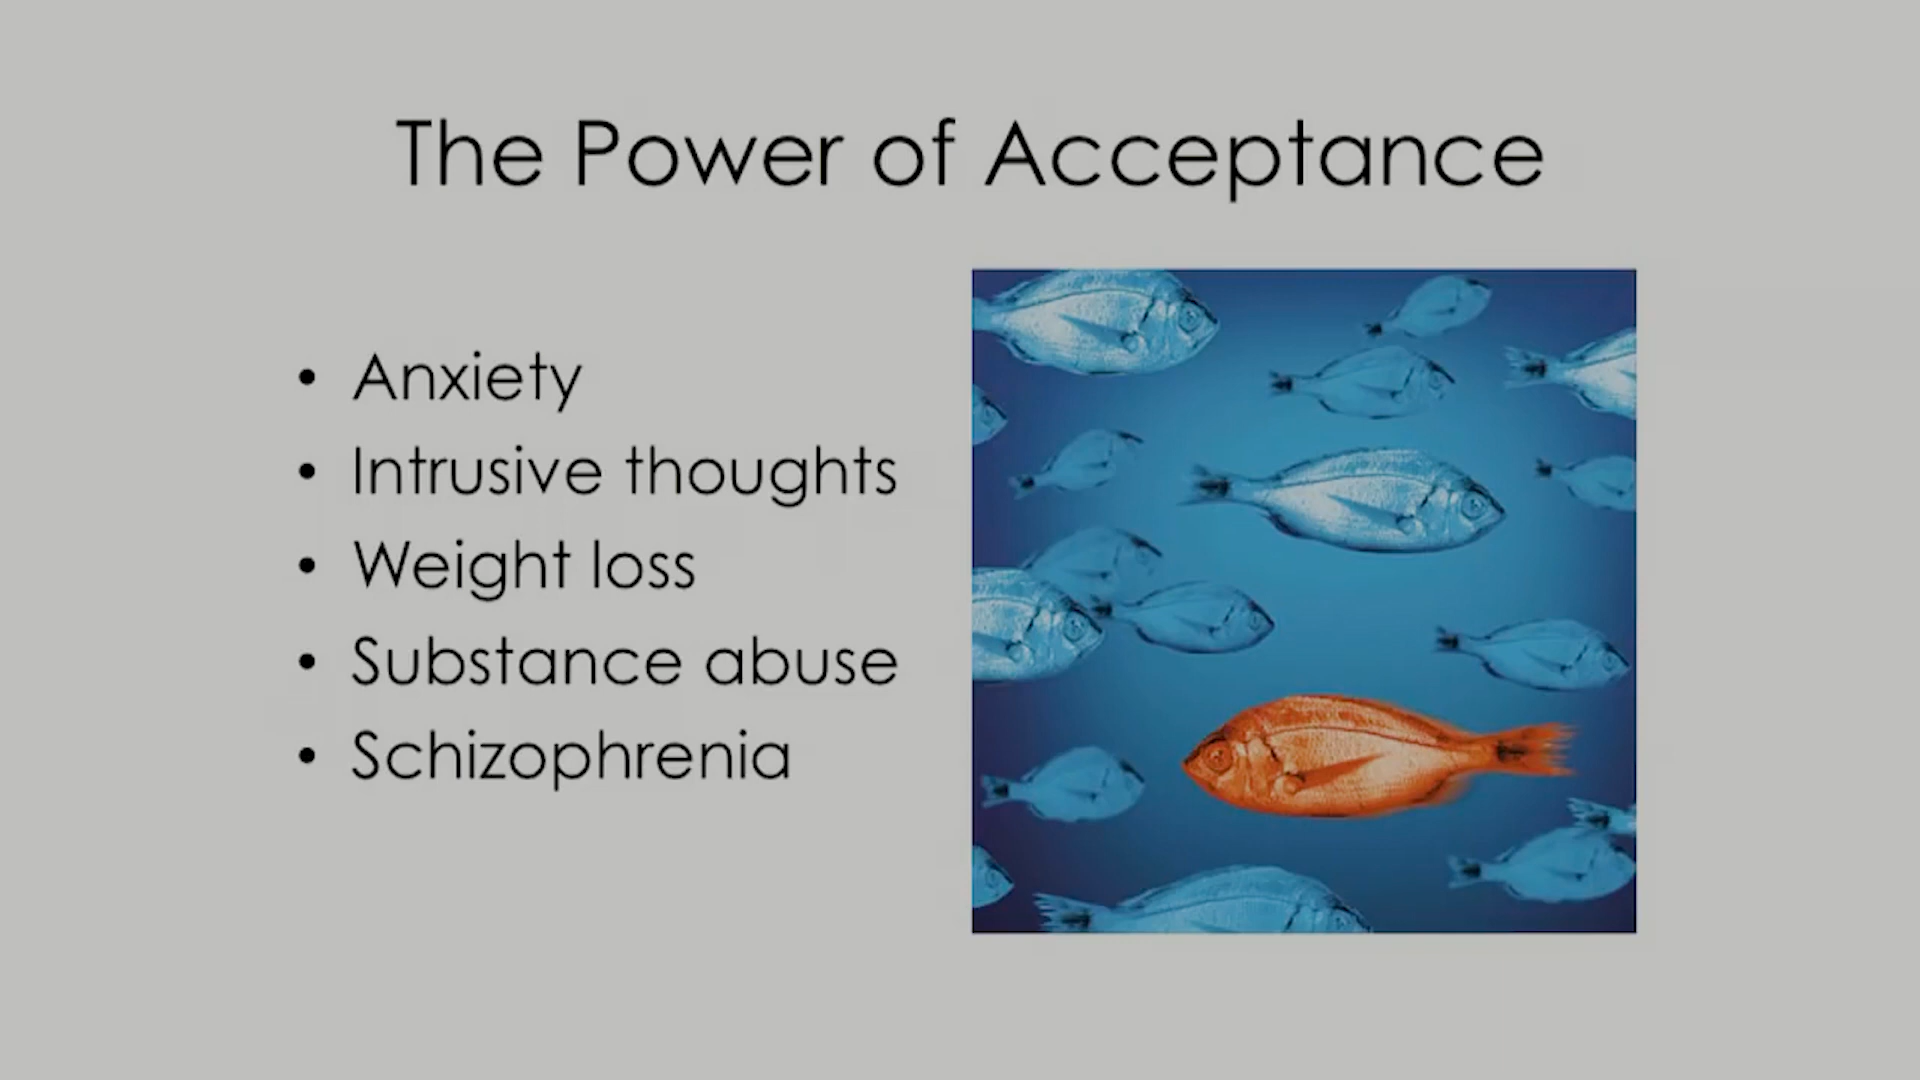 The Power of Acceptance
• Anxiety
• Intrusive thoughts
• Weight loss
• Substance abuse
• Schizophrenia